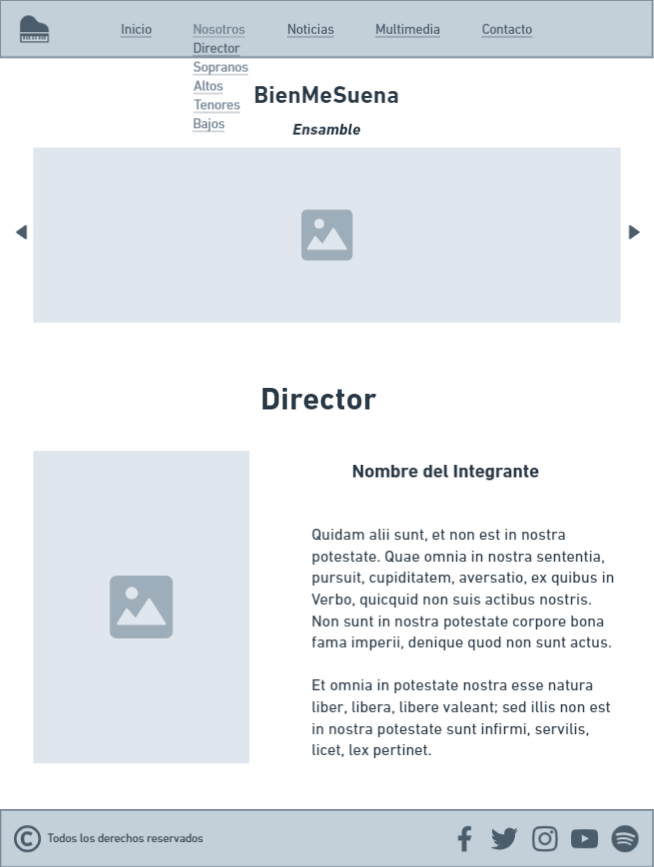 Inicio Nosotros Noticias Multimedia Contacto
Director
Sopranos
Altos
Tenores
Bajos
BienMeSuena
Ensamble
Director
Nombre del Integrante
Quidam alii sunt, et non est in nostra
potestate. Quae omnia in nostra sententia,
pursuit, cupiditatem, aversatio, ex quibus in
Verbo, quicquid non suis actibus nostris.
Non sunt in nostra potestate corpore bona
fama imperii, denique quod non sunt actus.
Et omnia in potestate nostra esse natura
liber, libera, libere valeant; sed illis non est
in nostra potestate sunt infirmi, servilis,
licet, lex pertinet.
© Todos los derechos reservados